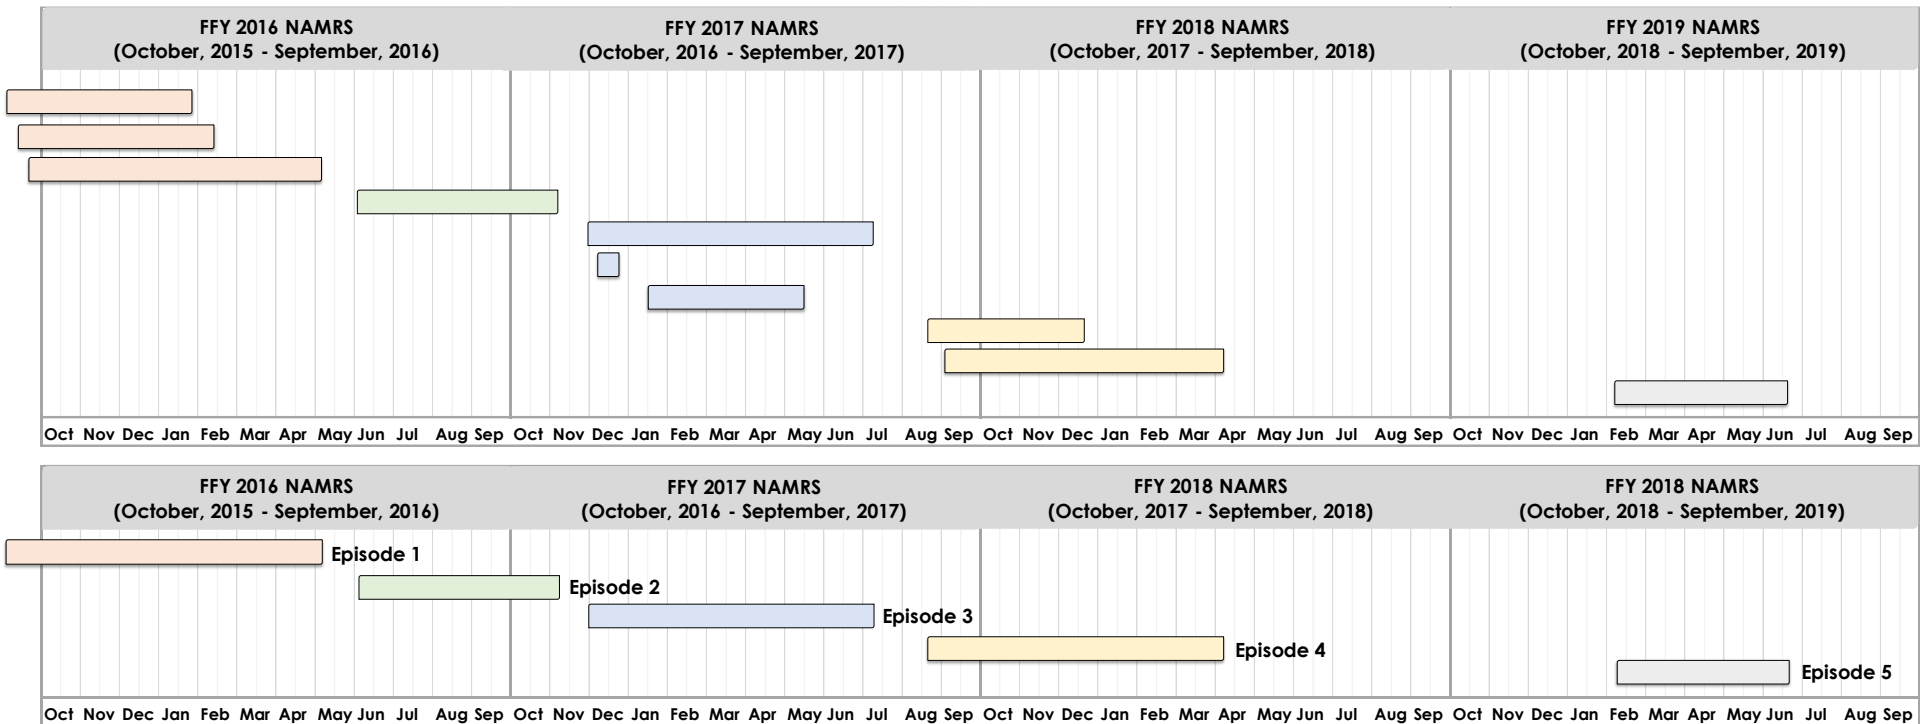 FFY 2016 NAMRS
(October, 2015 - September, 2016)
FFY 2017 NAMRS
(October, 2016 - September, 2017)
FFY 2018 NAMRS
(October, 2017 - September, 2018)
FFY 2019 NAMRS
(October, 2018 - September, 2019)
Oct Nov Dec Jan Feb Mar Apr May Jun Jul Aug Sep Oct Nov Dec Jan Feb Mar Apr May Jun Jul Aug Sep Oct Nov Dec Jan Feb Mar Apr May Jun Jul Aug Sep Oct Nov Dec Jan Feb Mar Apr May Jun Jul Aug Sep
FFY 2016 NAMRS
(October, 2015 - September, 2016)
FFY 2017 NAMRS
(October, 2016 - September, 2017)
FFY 2018 NAMRS
(October, 2017 - September, 2018)
FFY 2018 NAMRS
(October, 2018 - September, 2019)
Episode 1
Episode 2
Episode 3
Episode 4
Episode 5
Oct Nov Dec Jan Feb Mar Apr May Jun Jul Aug Sep Oct Nov Dec Jan Feb Mar Apr May Jun Jul Aug Sep Oct Nov Dec Jan Feb Mar Apr May Jun Jul Aug Sep Oct Nov Dec Jan Feb Mar Apr May Jun Jul Aug Sep